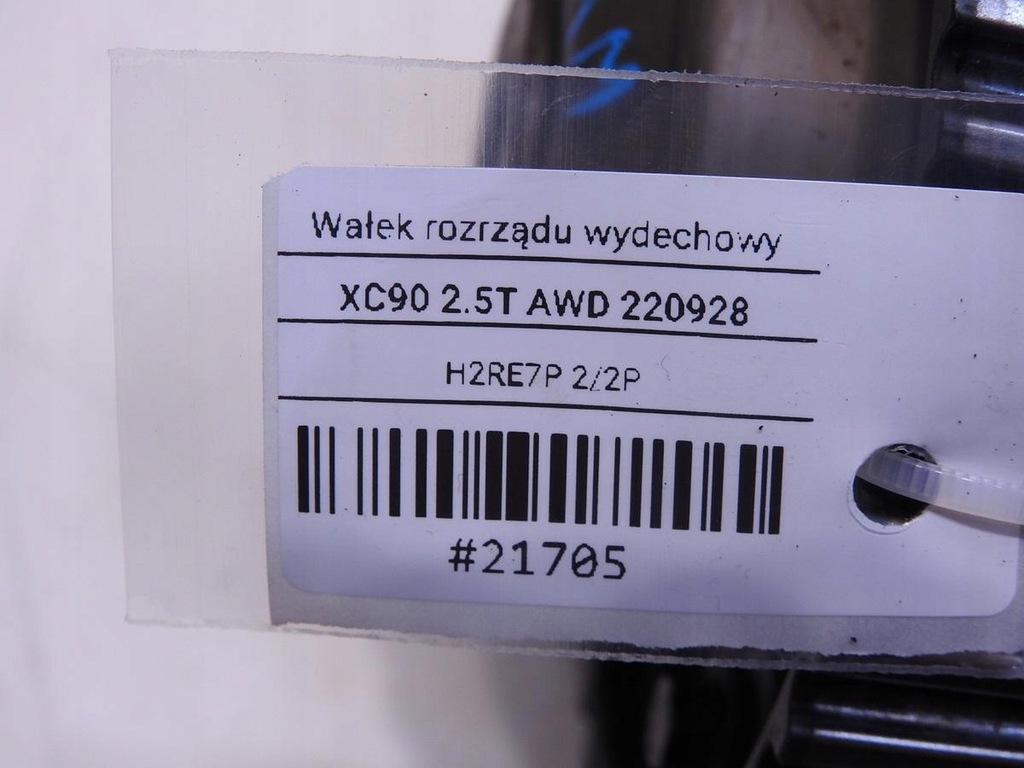 Wałek rozrządu wydechowy
XC90 2.5T AWD 220928
H2RE7P 2/2P
#21705